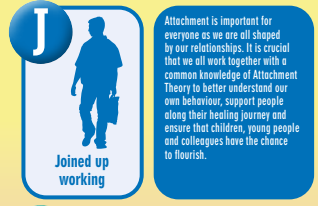 J
Joined up
working
Attachment is important for
everyone as we are all shaped
by our relationships. It is crucial
that we all work together with a
common knowledge of Attachment
Theory to better understand our
own behaviour, support people
along their healing journey and
ensure that children, young people
and colleagues have the chance
to flourish.